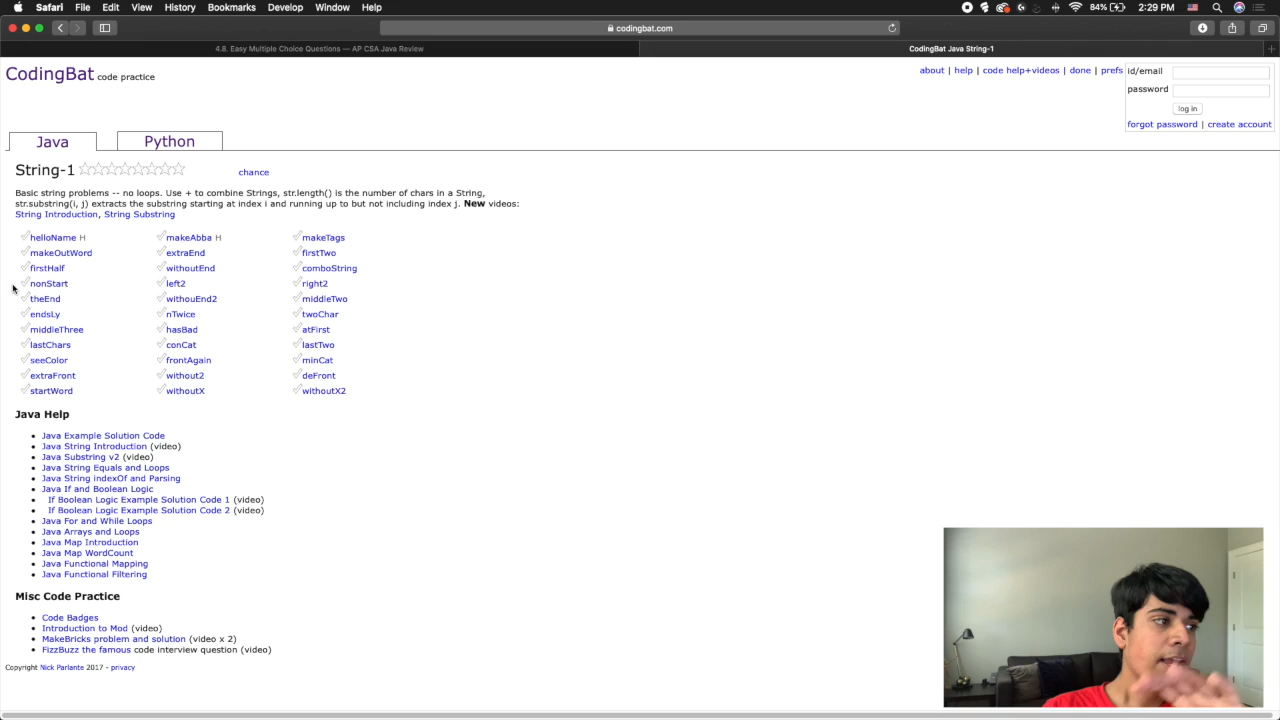 Safari File Edit View History Bookmarks Develop Window Help 84% 2:29 PM
codingbat.com
4.8. Easy Multiple Choice Questions — AP CSA Java Review CodingBat Java String-1
CodingBat code practice
about | help | code help+videos | done | prefs
id/email
password
log in
forgot password | create account
Java Python
String-1 chance
Basic string problems -- no loops. Use + to combine Strings, str.length() is the number of chars in a String,
str.substring(i, j) extracts the substring starting at index i and running up to but not including index j. New videos:
String Introduction, String Substring
helloName H makeAbba H makeTags
makeOutWord extraEnd firstTwo
firstHalf withoutEnd comboString
nonStart left2 right2
theEnd withouEnd2 middleTwo
endsLy nTwice twoChar
middleThree hasBad atFirst
lastChars conCat lastTwo
seeColor frontAgain minCat
extraFront without2 deFront
startWord withoutX withoutX2
Java Help
Java Example Solution Code
Java String Introduction (video)
Java Substring v2 (video)
Java String Equals and Loops
Java String indexOf and Parsing
Java If and Boolean Logic
If Boolean Logic Example Solution Code 1 (video)
If Boolean Logic Example Solution Code 2 (video)
Java For and While Loops
Java Arrays and Loops
Java Map Introduction
Java Map WordCount
Java Functional Mapping
Java Functional Filtering
Misc Code Practice
Code Badges
Introduction to Mod (video)
MakeBricks problem and solution (video x 2)
FizzBuzz the famous code interview question (video)
Copyright Nick Parlante 2017 - privacy